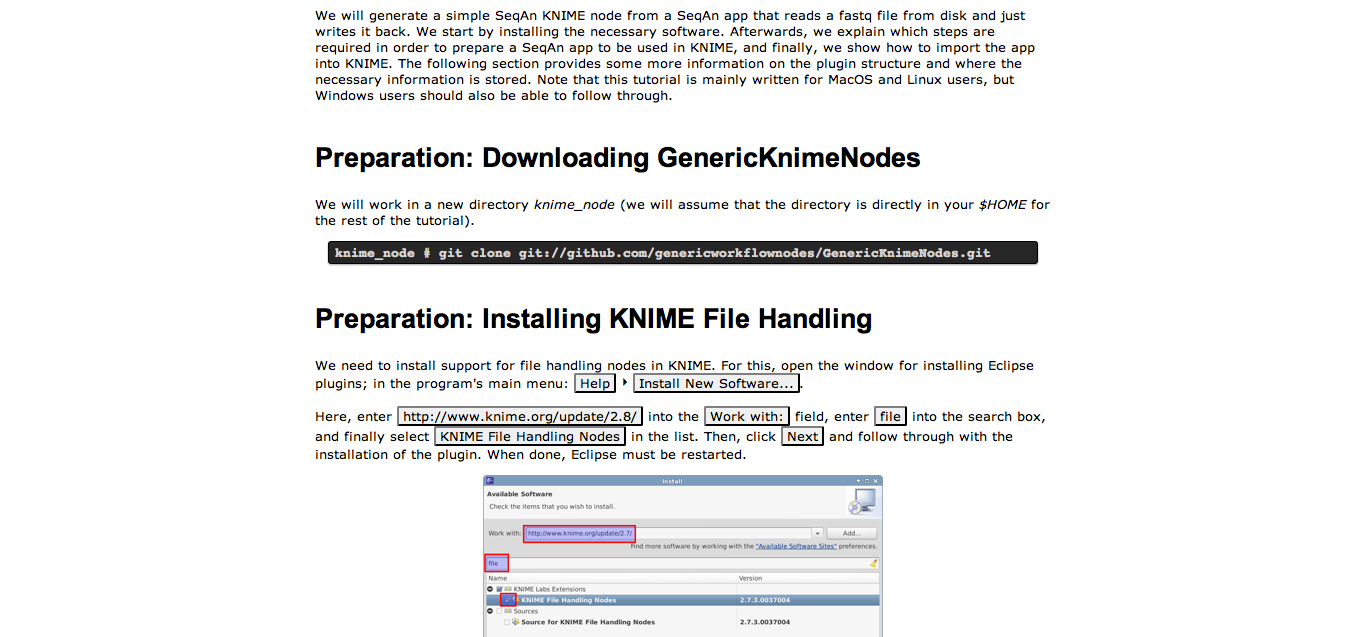 We will generate a simple SeqAn KNIME node from a SeqAn app that reads a fastq file from disk and just
writes it back. We start by installing the necessary software. Afterwards, we explain which steps are
required in order to prepare a SeqAn app to be used in KNIME, and finally, we show how to import the app
into KNIME. The following section provides some more information on the plugin structure and where the
necessary information is stored. Note that this tutorial is mainly written for MacOS and Linux users, but
Windows users should also be able to follow through.
Preparation: Downloading GenericKnimeNodes
We will work in a new directory knime_node (we will assume that the directory is directly in your $HOME for
the rest of the tutorial).
knime_node # git clone git://github.com/genericworkflownodes/GenericKnimeNodes.git
Preparation: Installing KNIME File Handling
We need to install support for file handling nodes in KNIME. For this, open the window for installing Eclipse
plugins; in the program's main menu: Help ‣ Install New Software... .
Here, enter http://www.knime.org/update/2.8/ into the Work with: field, enter file into the search box,
and finally select KNIME File Handling Nodes in the list. Then, click Next and follow through with the
installation of the plugin. When done, Eclipse must be restarted.
Install
Available Software
Check the items that you wish to install.
Work with: http://www.knime.org/update/2.7/ Add...
Find more software by working with the "Available Software Sites" preferences.
file
Name Version
KNIME Labs Extensions
KNIME File Handling Nodes 2.7.3.0037004
Sources
Source for KNIME File Handling Nodes 2.7.3.0037004